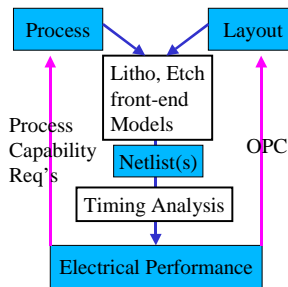 Process
Layout
Litho, Etch
front-end
Models
Process
Capability
Req's
OPC
Netlist(s)
Timing Analysis
Electrical Performance